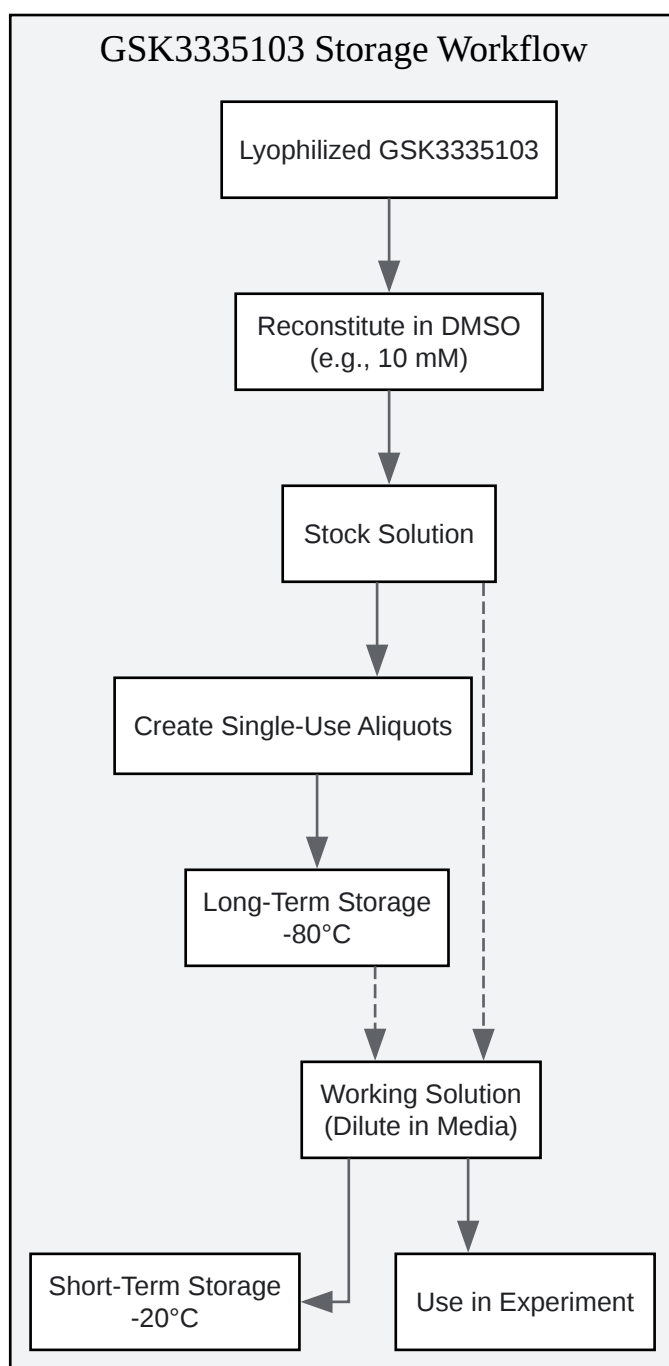 GSK3335103 Storage Workflow
Lyophilized GSK3335103
Reconstitute in DMSO
(e.g., 10 mM)
Stock Solution
Create Single-Use Aliquots
Long-Term Storage
-80°C
Working Solution
(Dilute in Media)
Short-Term Storage
-20°C
Use in Experiment